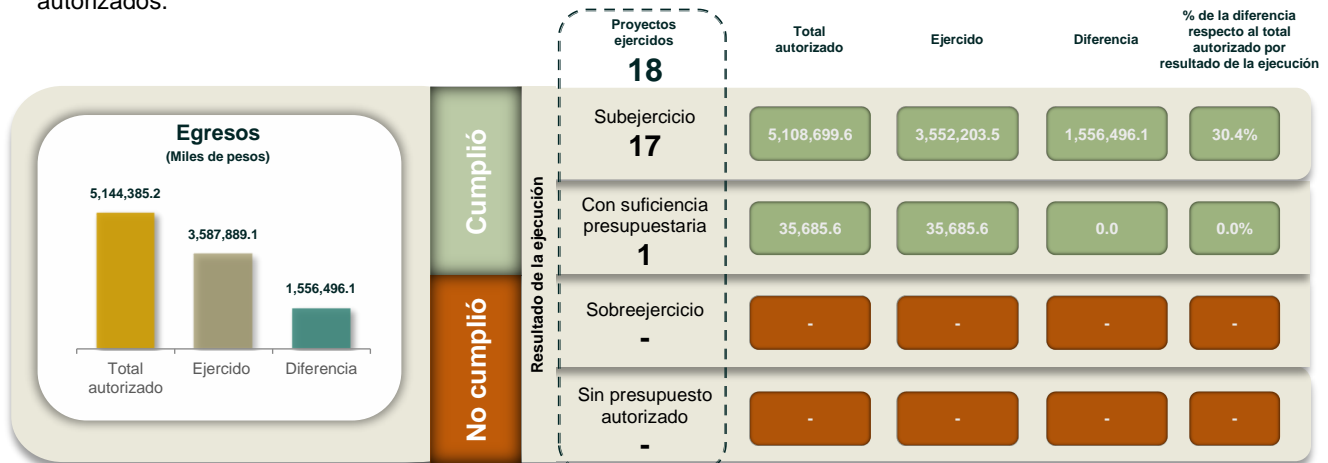 autorizados.
Proyectos
ejercidos
18
Total
autorizado
Ejercido
Diferencia
% de la diferencia
respecto al total
autorizado por
resultado de la ejecución
Egresos
(Miles de pesos)
5,144,385.2
3,587,889.1
1,556,496.1
Total
autorizado
Ejercido
Diferencia
Cumplió
No cumplió
Resultado de la ejecución
Subejercicio
17
5,108,699.6
3,552,203.5
1,556,496.1
30.4%
Con suficiencia
presupuestaria
1
35,685.6
35,685.6
0.0
0.0%
Sobreejercicio
-
-
-
-
-
Sin presupuesto
autorizado
-
-
-
-
-